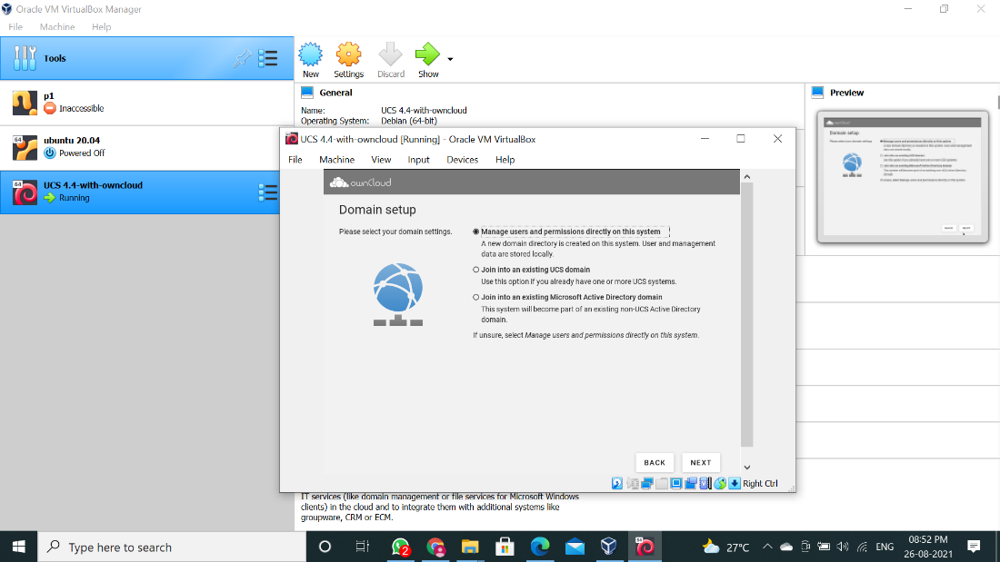 Oracle VM VirtualBox Manager
File Machine Help
Tools
New Settings Discard Show
p1
Inaccessible
64
ubuntu 20.04
Powered Off
64
UCS 4.4-with-owncloud
Running
General
Name: UCS 4.4-with-owncloud
Operating System: Debian (64-bit)
Preview
ownCloud
Domain setup
UCS 4.4-with-owncloud [Running] - Oracle VM VirtualBox
File Machine View Input Devices Help
ownCloud
Domain setup
Please select your domain settings.
Manage users and permissions directly on this system
A new domain directory is created on this system. User and management
data are stored locally.
Join into an existing UCS domain
Use this option if you already have one or more UCS systems.
Join into an existing Microsoft Active Directory domain
This system will become part of an existing non-UCS Active Directory
domain.
If unsure, select Manage users and permissions directly on this system.
BACK NEXT
Right Ctrl
IT services (like domain management or file services for Microsoft Windows
clients) in the cloud and to integrate them with additional systems like
groupware, CRM or ECM.
Type here to search
2
64
27°C
ENG
08:52 PM
26-08-2021